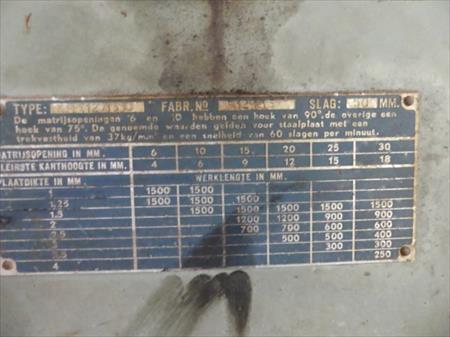 TYPE: FABR.№ SLAG: MM.
De matrijsopeningen 6 en 10 hebben een hoek van 90°, de overige een
hoek van 75°. De genoemde waarden gelden voor staalplaat met een
trekvastheid van 37kg/mm² en een snelheid van 60 slagen per minuut.
MATRIJSOPENING IN MM. 6 10 15 20 25 30
KLEINSTE KANTHOOGTE IN MM. 4 6 9 12 15 18
PLAATDIKTE IN MM. WERKLENGTE IN MM.
1500 1500
1.25 1500 1500 1500
1.5 1500 1500 1500 1500 1500
2 1200 1200 900 900
2.5 700 700 600 600
500 500 400
3.5 300 300
4 250